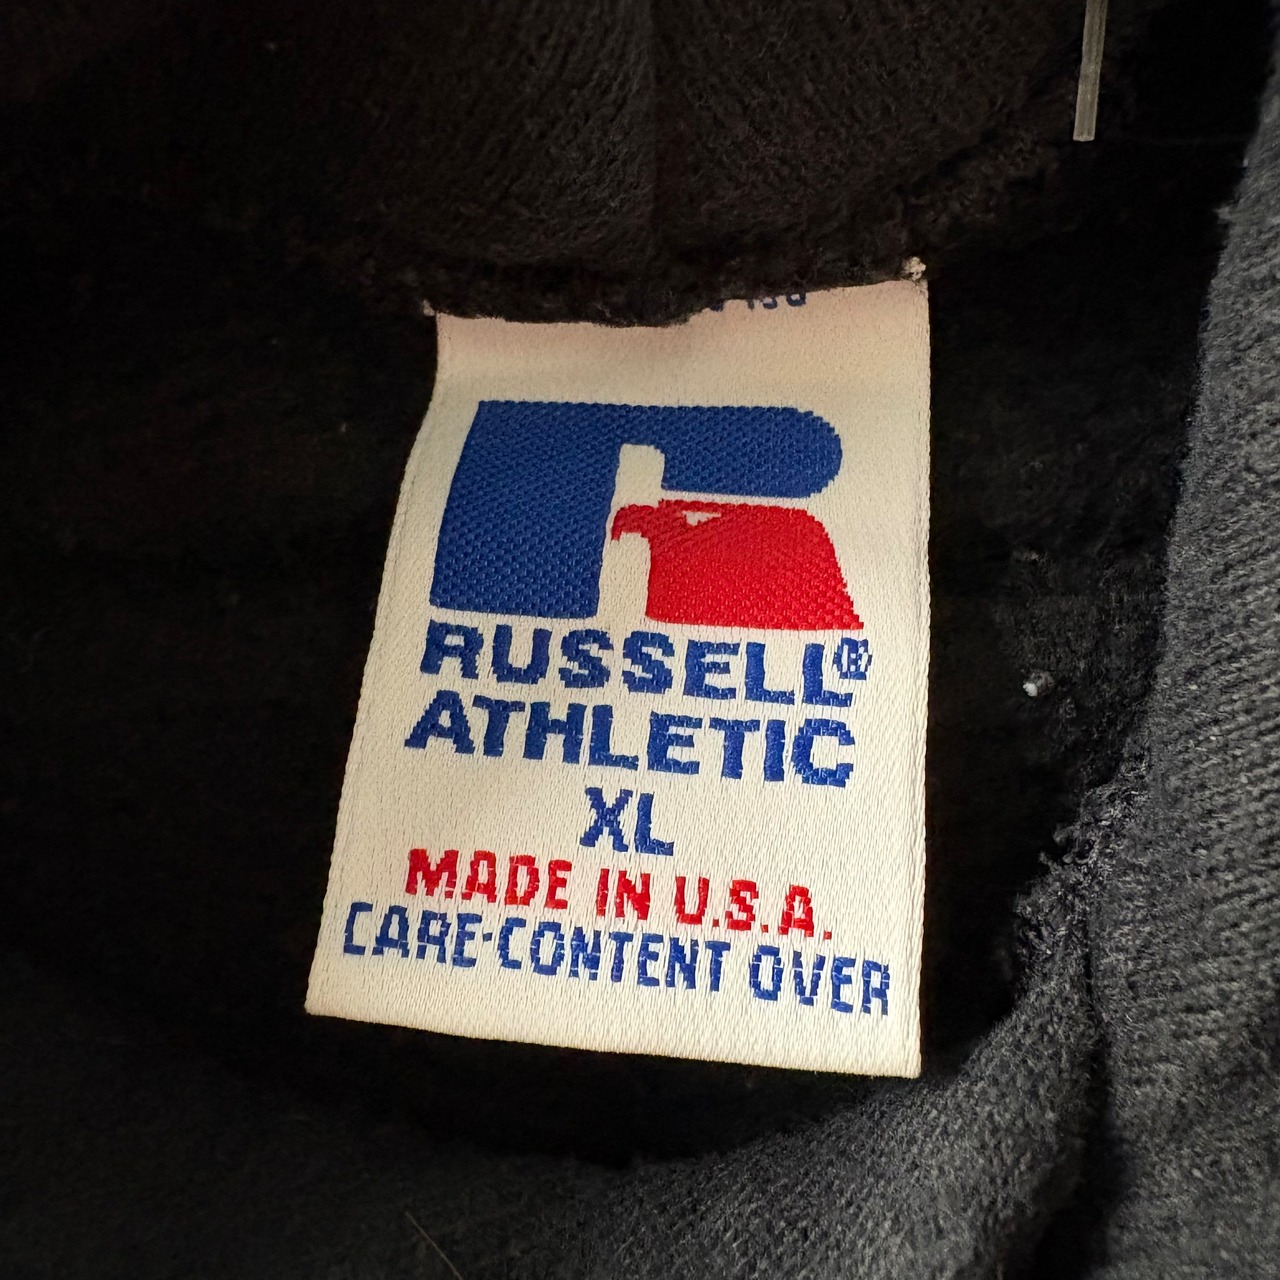 RUSSELL®
ATHLETIC
XL
MADE IN U.S.A.
CARE·CONTENT OVER